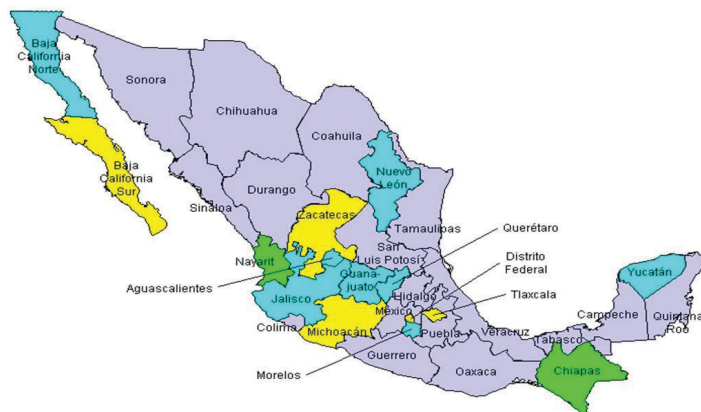 Baja
California
Norte
Sonora
Chihuahua
Coahuila
Nuevo
León
Baja
California
Sur
Sinaloa
Durango
Zacatecas
Tamaulipas
San
Luis Potosí
Querétaro
Distrito
Federal
Tlaxcala
Nayarit
Aguascalientes
Guana-
juato
Jalisco
Hidalgo
México
Colima
Michoacán
Puebla
Veracruz
Morelos
Guerrero
Oaxaca
Tabasco
Chiapas
Campeche
Yucatán
Quintana
Roo